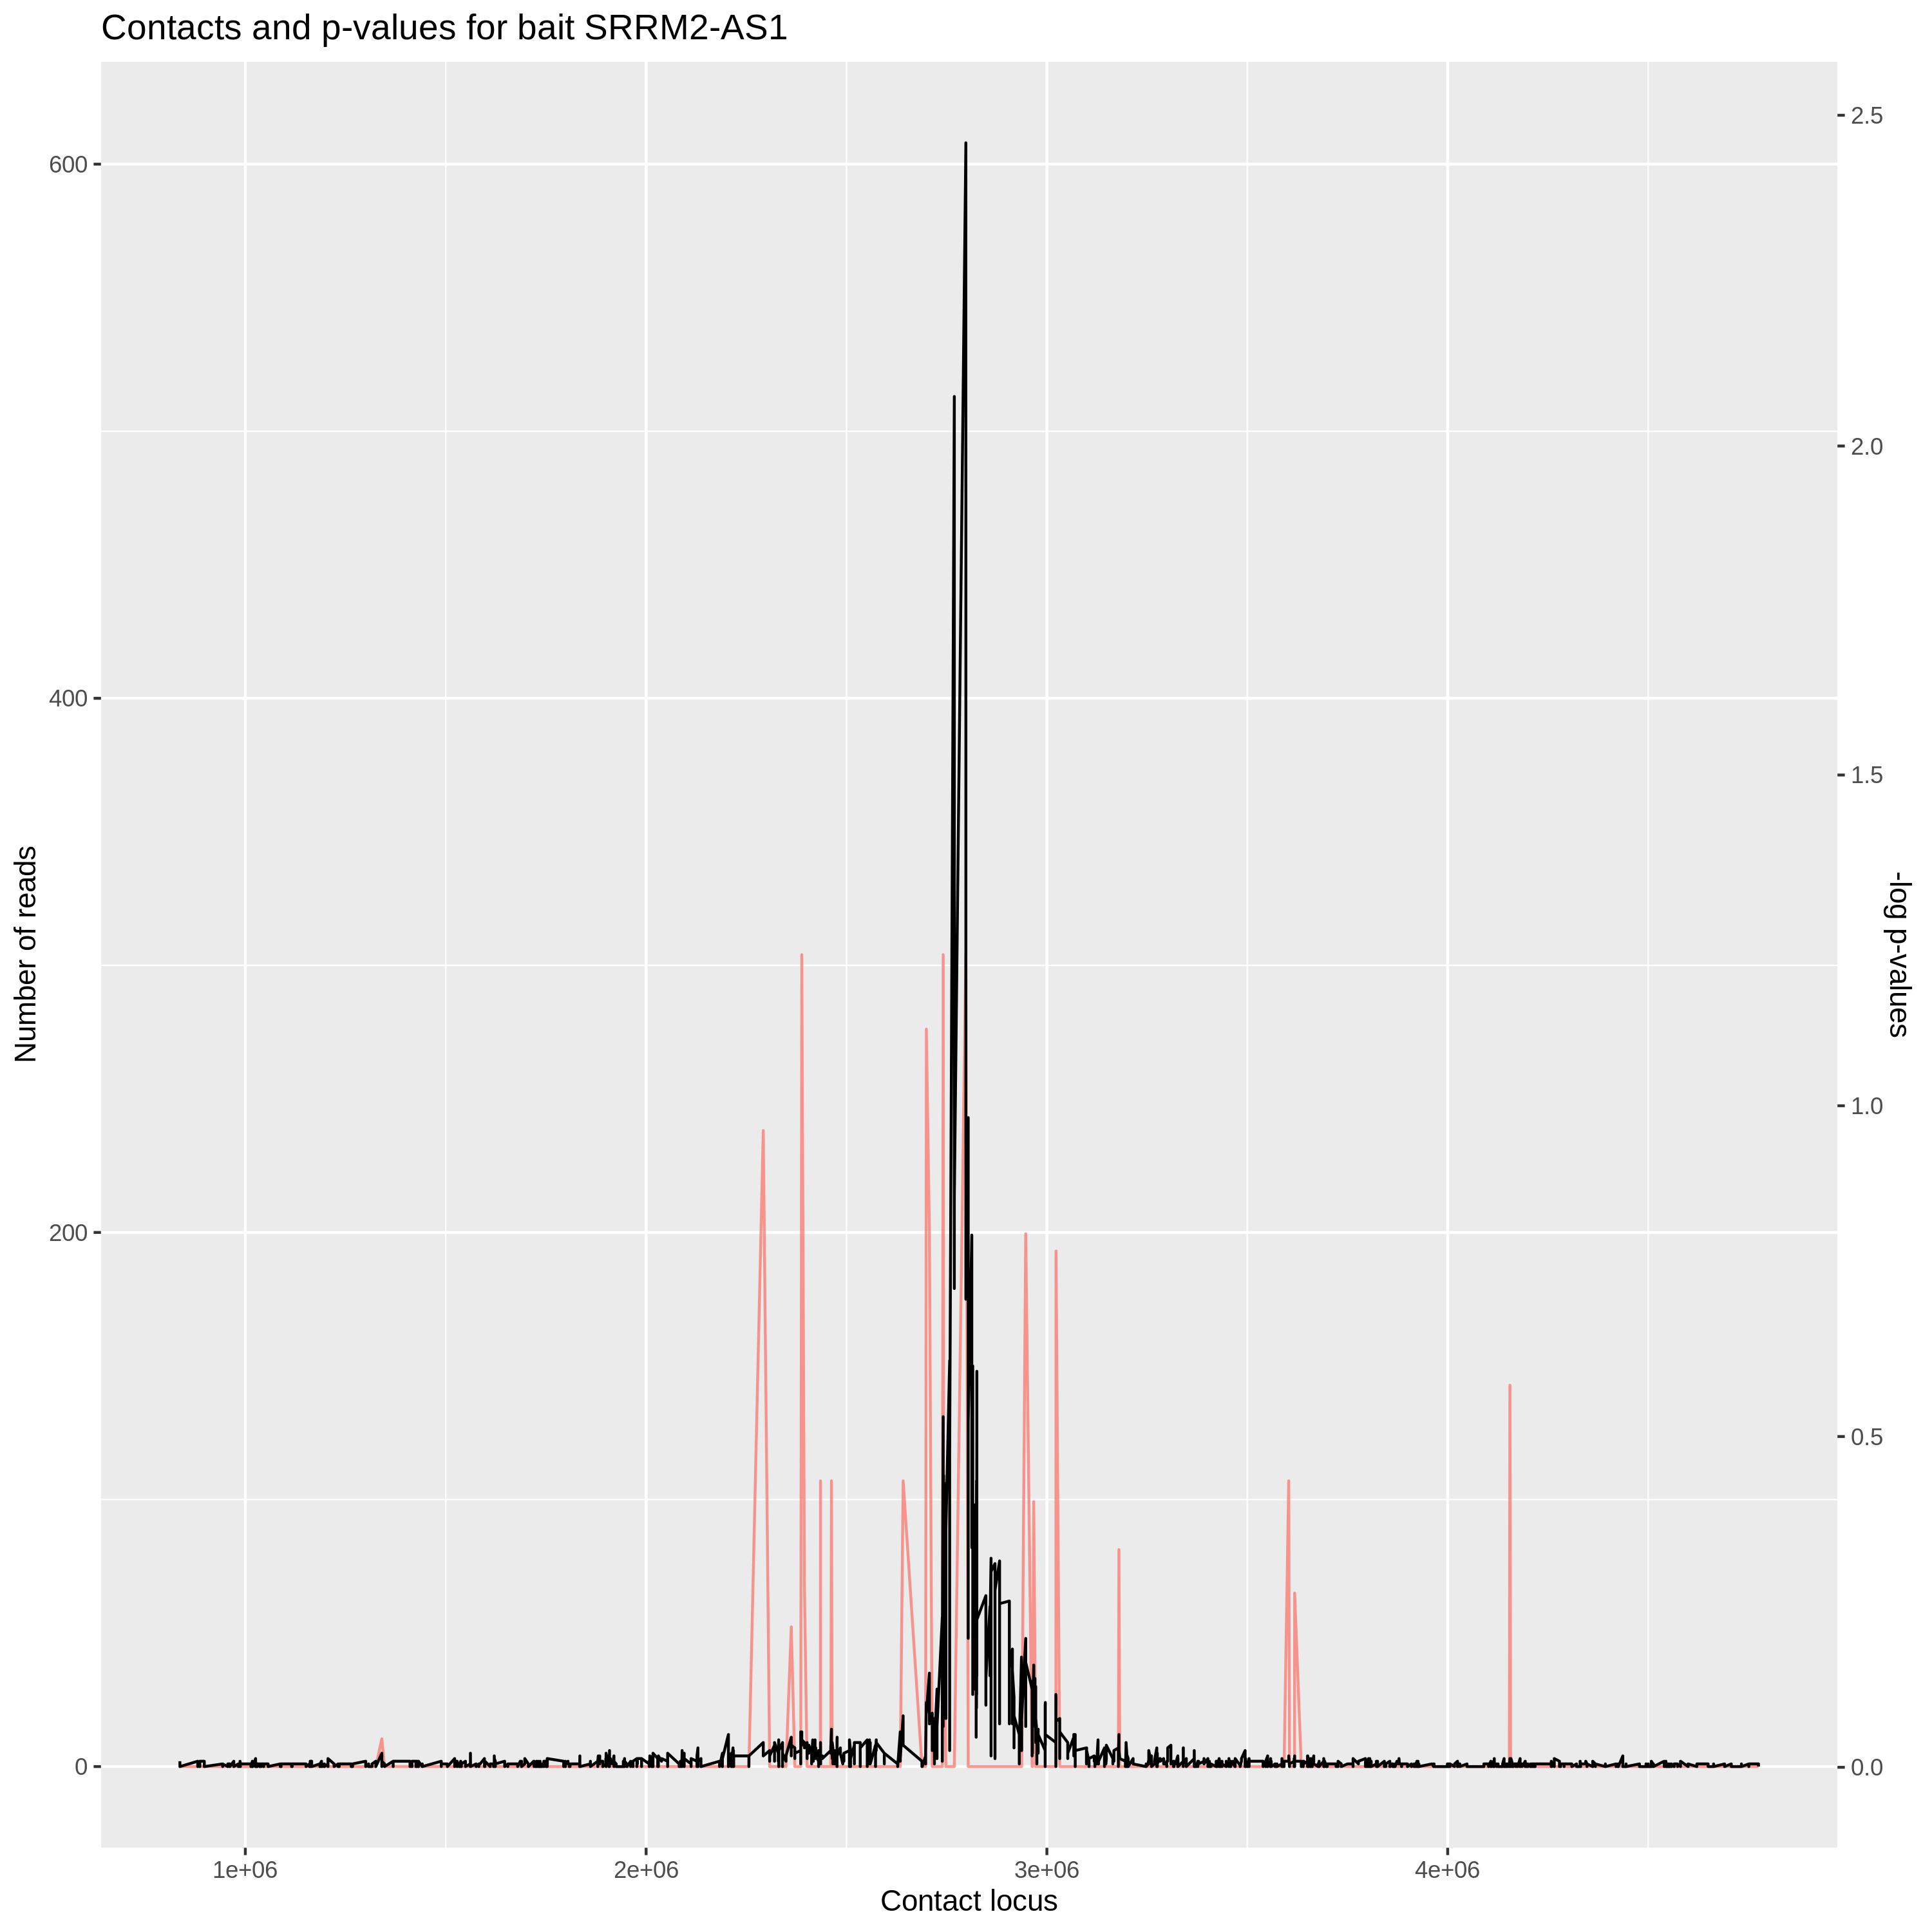 Contacts and p-values for bait SRRM2-AS1
600
400
200
0
Number of reads
2.5
2.0
1.5
1.0
0.5
0.0
-log p-values
1e+06
2e+06
3e+06
4e+06
Contact locus